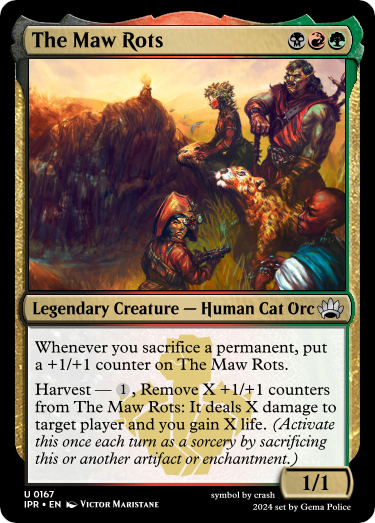 The Maw Rots
Legendary Creature — Human Cat Orc
Whenever you sacrifice a permanent, put
a +1/+1 counter on The Maw Rots.
Harvest — 1, Remove X +1/+1 counters
from The Maw Rots: It deals X damage to
target player and you gain X life. (Activate
this once each turn as a sorcery by sacrificing
this or another artifact or enchantment.)
1/1
U 0167
IPR • EN VICTOR MARISTANE
symbol by crash
2024 set by Gema Police